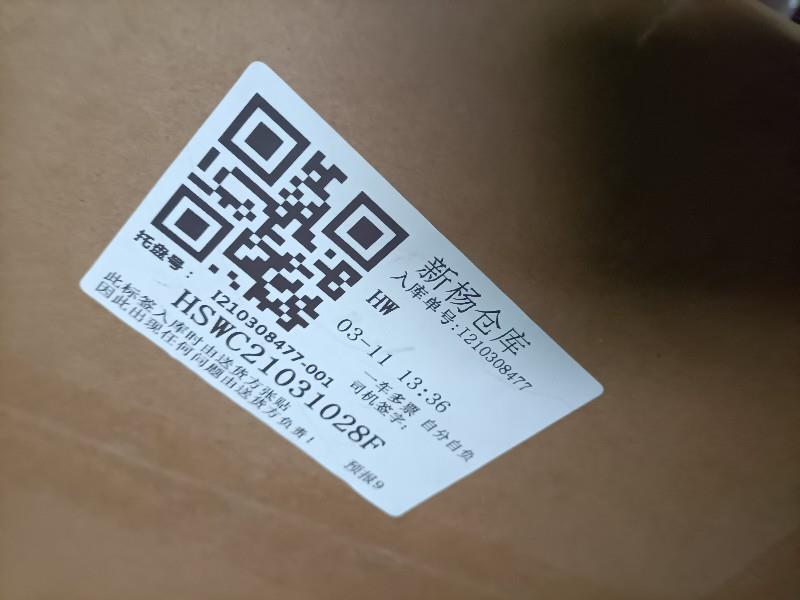 新杨仓库
入库单号:I210308477
HW
03-11 13:36
一车多票 自分自负
司机签字:
托盘号:
I210308477-001
HSWC21031028F
此标签入库时由送货方张贴
因此出现任何问题由送货方负责!
预报9